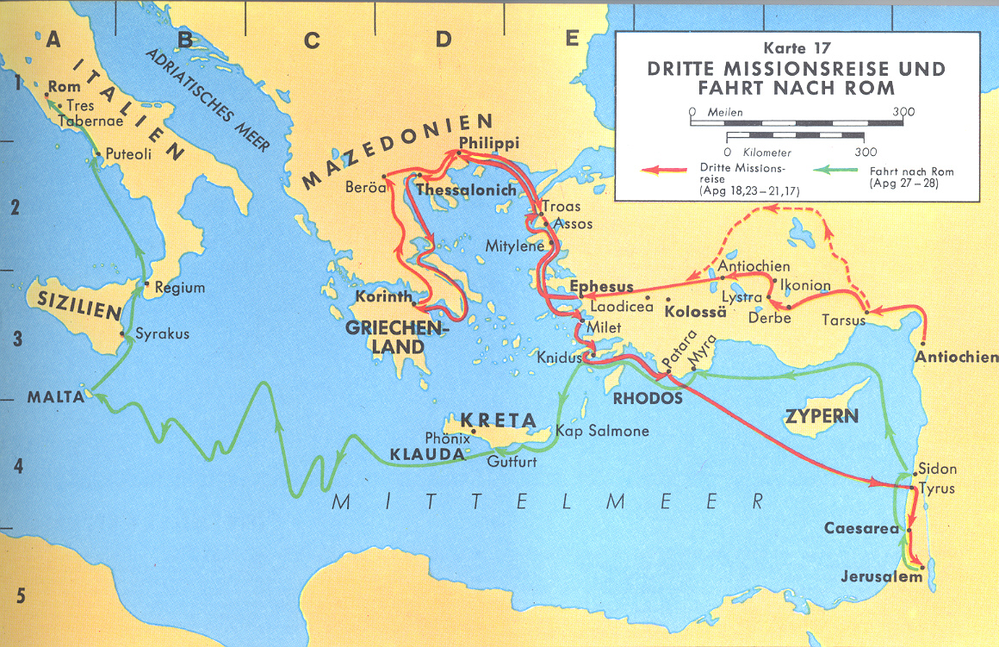 A
B
C
D
E
1
2
3
4
5
Karte 17
DRITTE MISSIONSREISE UND
FAHRT NACH ROM
0 Meilen 300
0 Kilometer 300
Dritte Missions-
reise
(Apg 18,23–21,17)
Fahrt nach Rom
(Apg 27–28)
ITALIEN
ADRIATISCHES MEER
Rom
Tres
Tabernae
Puteoli
MAZEDONIEN
Philippi
Beröa
Thessalonich
Troas
Assos
Mitylene
Regium
SIZILIEN
Syrakus
Korinth
GRIECHEN-
LAND
Ephesus
Laodicea
Kolossä
Antiochien
Ikonion
Lystra
Derbe
Tarsus
Antiochien
Milet
Knidus
Patara
Myra
RHODOS
MALTA
KRETA
Phönix
Kap Salmone
KLAUDA
Gutfurt
ZYPERN
MITTELMEER
Sidon
Tyrus
Caesarea
Jerusalem